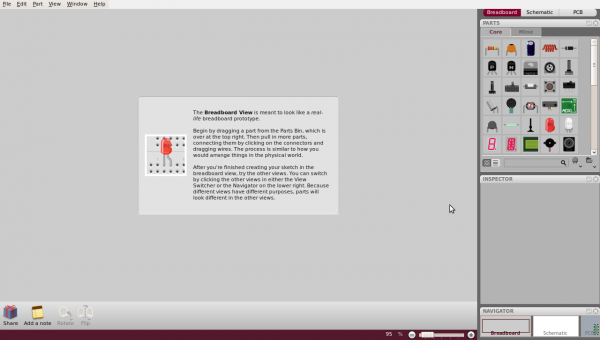 File Edit Part View Window Help
Breadboard Schematic PCB
PARTS
Core Mine
The Breadboard View is meant to look like a real-
life breadboard prototype.
Begin by dragging a part from the Parts Bin, which is
over at the top right. Then pull in more parts,
connecting them by clicking on the connectors and
dragging wires. The process is similar to how you
would arrange things in the physical world.
After you're finished creating your sketch in the
breadboard view, try the other views. You can switch
by clicking the other views in either the View
Switcher or the Navigator on the lower right. Because
different views have different purposes, parts will
look different in the other views.
INSPECTOR
NAVIGATOR
Breadboard Schematic
Share Add a note Rotate Flip
95 %